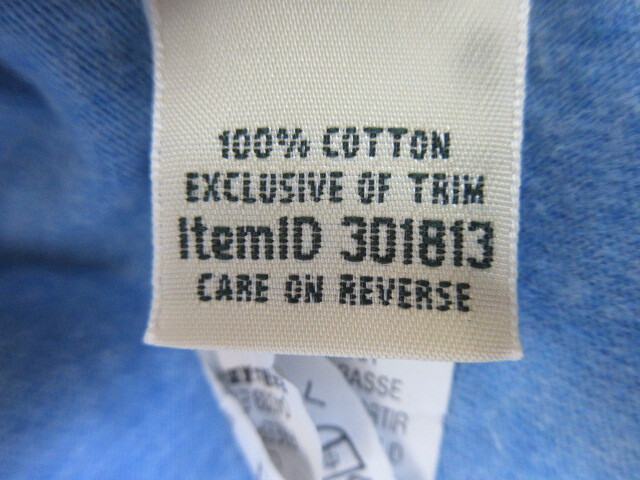 100% COTTON
EXCLUSIVE OF TRIM
ItemID 301813
CARE ON REVERSE
L